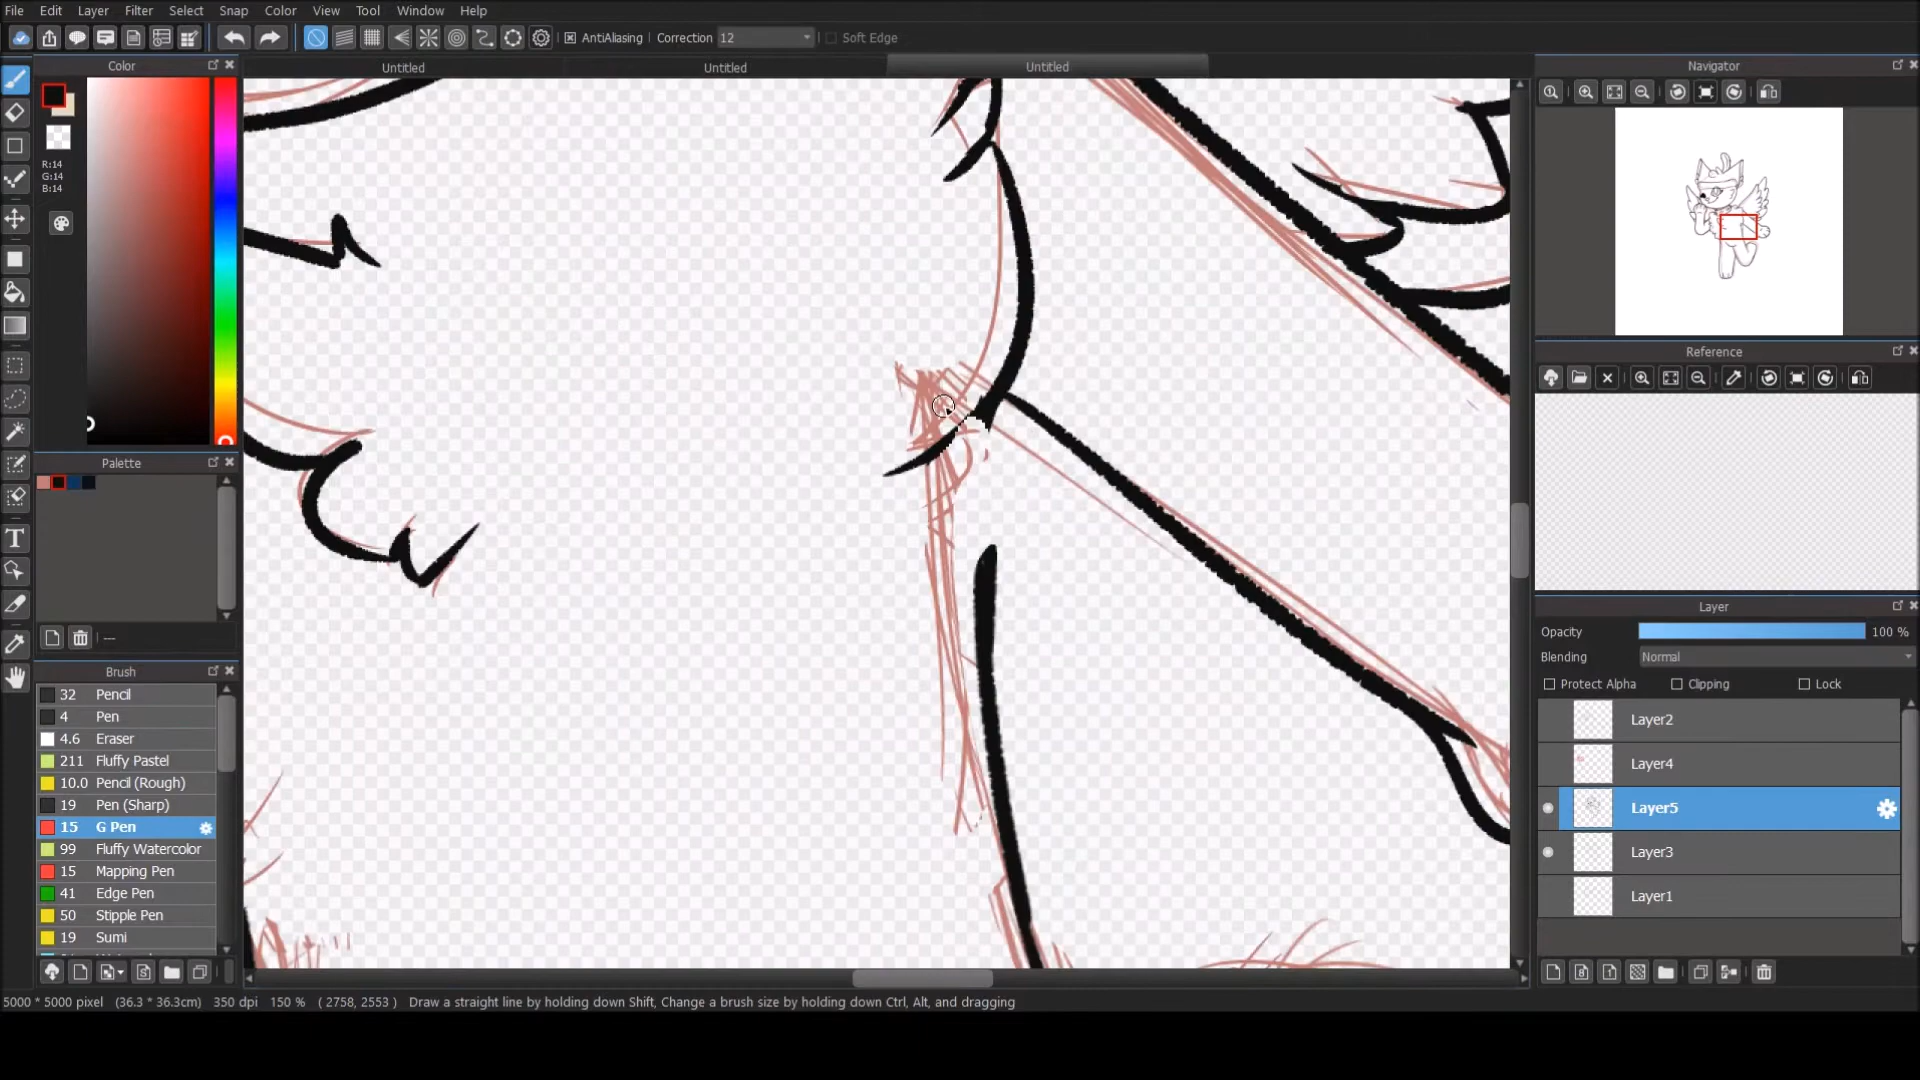 File Edit Layer Filter Select Snap Color View Tool Window Help
AntiAliasing Correction 12 Soft Edge
Color
Untitled Untitled Untitled
Navigator
R:14
G:14
B:14
Palette
---
Brush
32 Pencil
4 Pen
4.6 Eraser
211 Fluffy Pastel
10.0 Pencil (Rough)
19 Pen (Sharp)
15 G Pen
99 Fluffy Watercolor
15 Mapping Pen
41 Edge Pen
50 Stipple Pen
19 Sumi
Reference
Layer
Opacity 100 %
Blending Normal
Protect Alpha Clipping Lock
Layer2
Layer4
Layer5
Layer3
Layer1
5000 * 5000 pixel (36.3 * 36.3cm) 350 dpi 150 % ( 2758, 2553 ) Draw a straight line by holding down Shift, Change a brush size by holding down Ctrl, Alt, and dragging